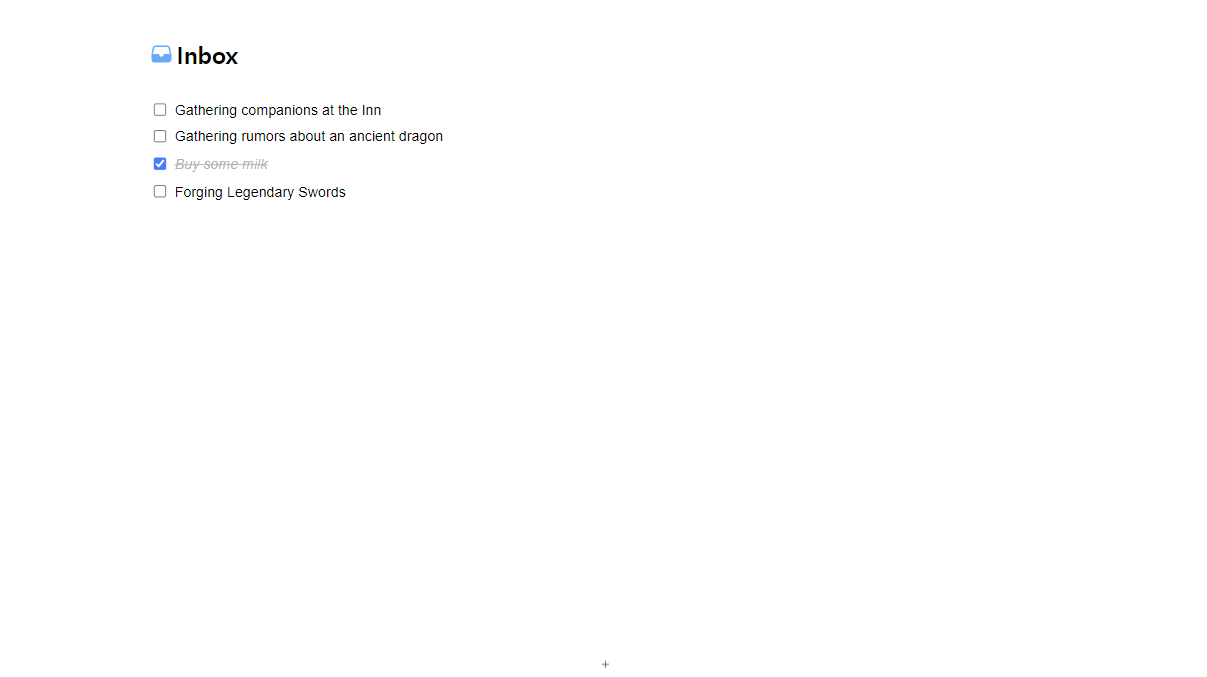 Inbox
Gathering companions at the Inn
Gathering rumors about an ancient dragon
Buy some milk
Forging Legendary Swords
+